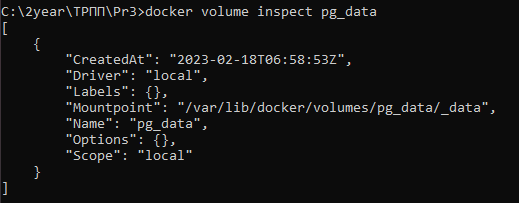 C:\2year\ТРПП\Pr3>docker volume inspect pg_data
[
    {
        "CreatedAt": "2023-02-18T06:58:53Z",
        "Driver": "local",
        "Labels": {},
        "Mountpoint": "/var/lib/docker/volumes/pg_data/_data",
        "Name": "pg_data",
        "Options": {},
        "Scope": "local"
    }
]